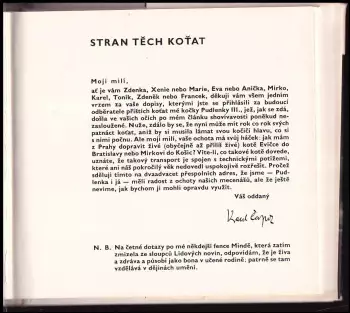 STRAN TĚCH KOŤAT
Moji milí,
ať je vám Zdenka, Xenie nebo Marie, Eva nebo Anička, Mirko,
Karel, Toník, Zdeněk nebo Francek, děkuji vám všem jedním
vrzem za vaše dopisy, kterými jste se přihlásili za budoucí
odběratele příštích koťat mé kočky Pudlenky III., jež, jak se zdá,
došla ve vašich očích po mém článku shovívavosti poněkud ne-
zasloužené. Nuže, zdálo by se, že nyní může mít rok co rok svých
patnáct koťat, aniž by si musila lámat svou kočičí hlavu, co si
s nimi počnu. Ale moji milí, vaše ochota má svůj háček: jak mám
z Prahy dopravit živé (obyčejně až příliš živé) kotě Evičce do
Bratislavy nebo Mirkovi do Košic? Víte-li, co takové kotě dovede,
uznáte, že takový transport je spojen s technickými potížemi,
které ani náš pokročilý věk nedovedl uspokojivě rozřešit. Pročež
sděluji tímto na dvaadvacet přespolních adres, že jsme — Pud-
lenka i já — měli radost z ochoty našich mecenášů, ale že ještě
nevíme, jak bychom jí mohli opravdu využít.
Váš oddaný
Karel Čapek
N. B. Na četné dotazy po mé někdejší fence Mindě, která zatím
zmizela ze sloupců Lidových novin, odpovídám, že je živa
a zdráva a působí jako bona v učené rodině; patrně se tam
vzdělává v dějinách umění.